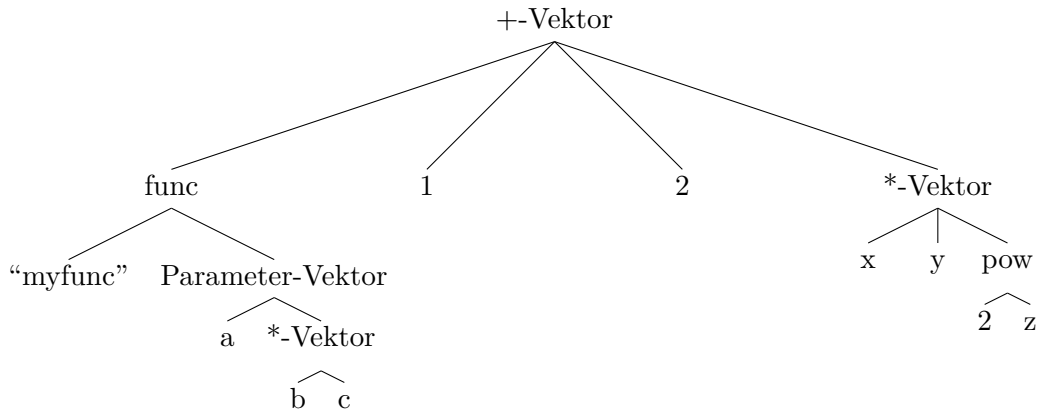 +-Vektor
func 1 2 *-Vektor
“myfunc” Parameter-Vektor x y pow
a *-Vektor 2 z
b c